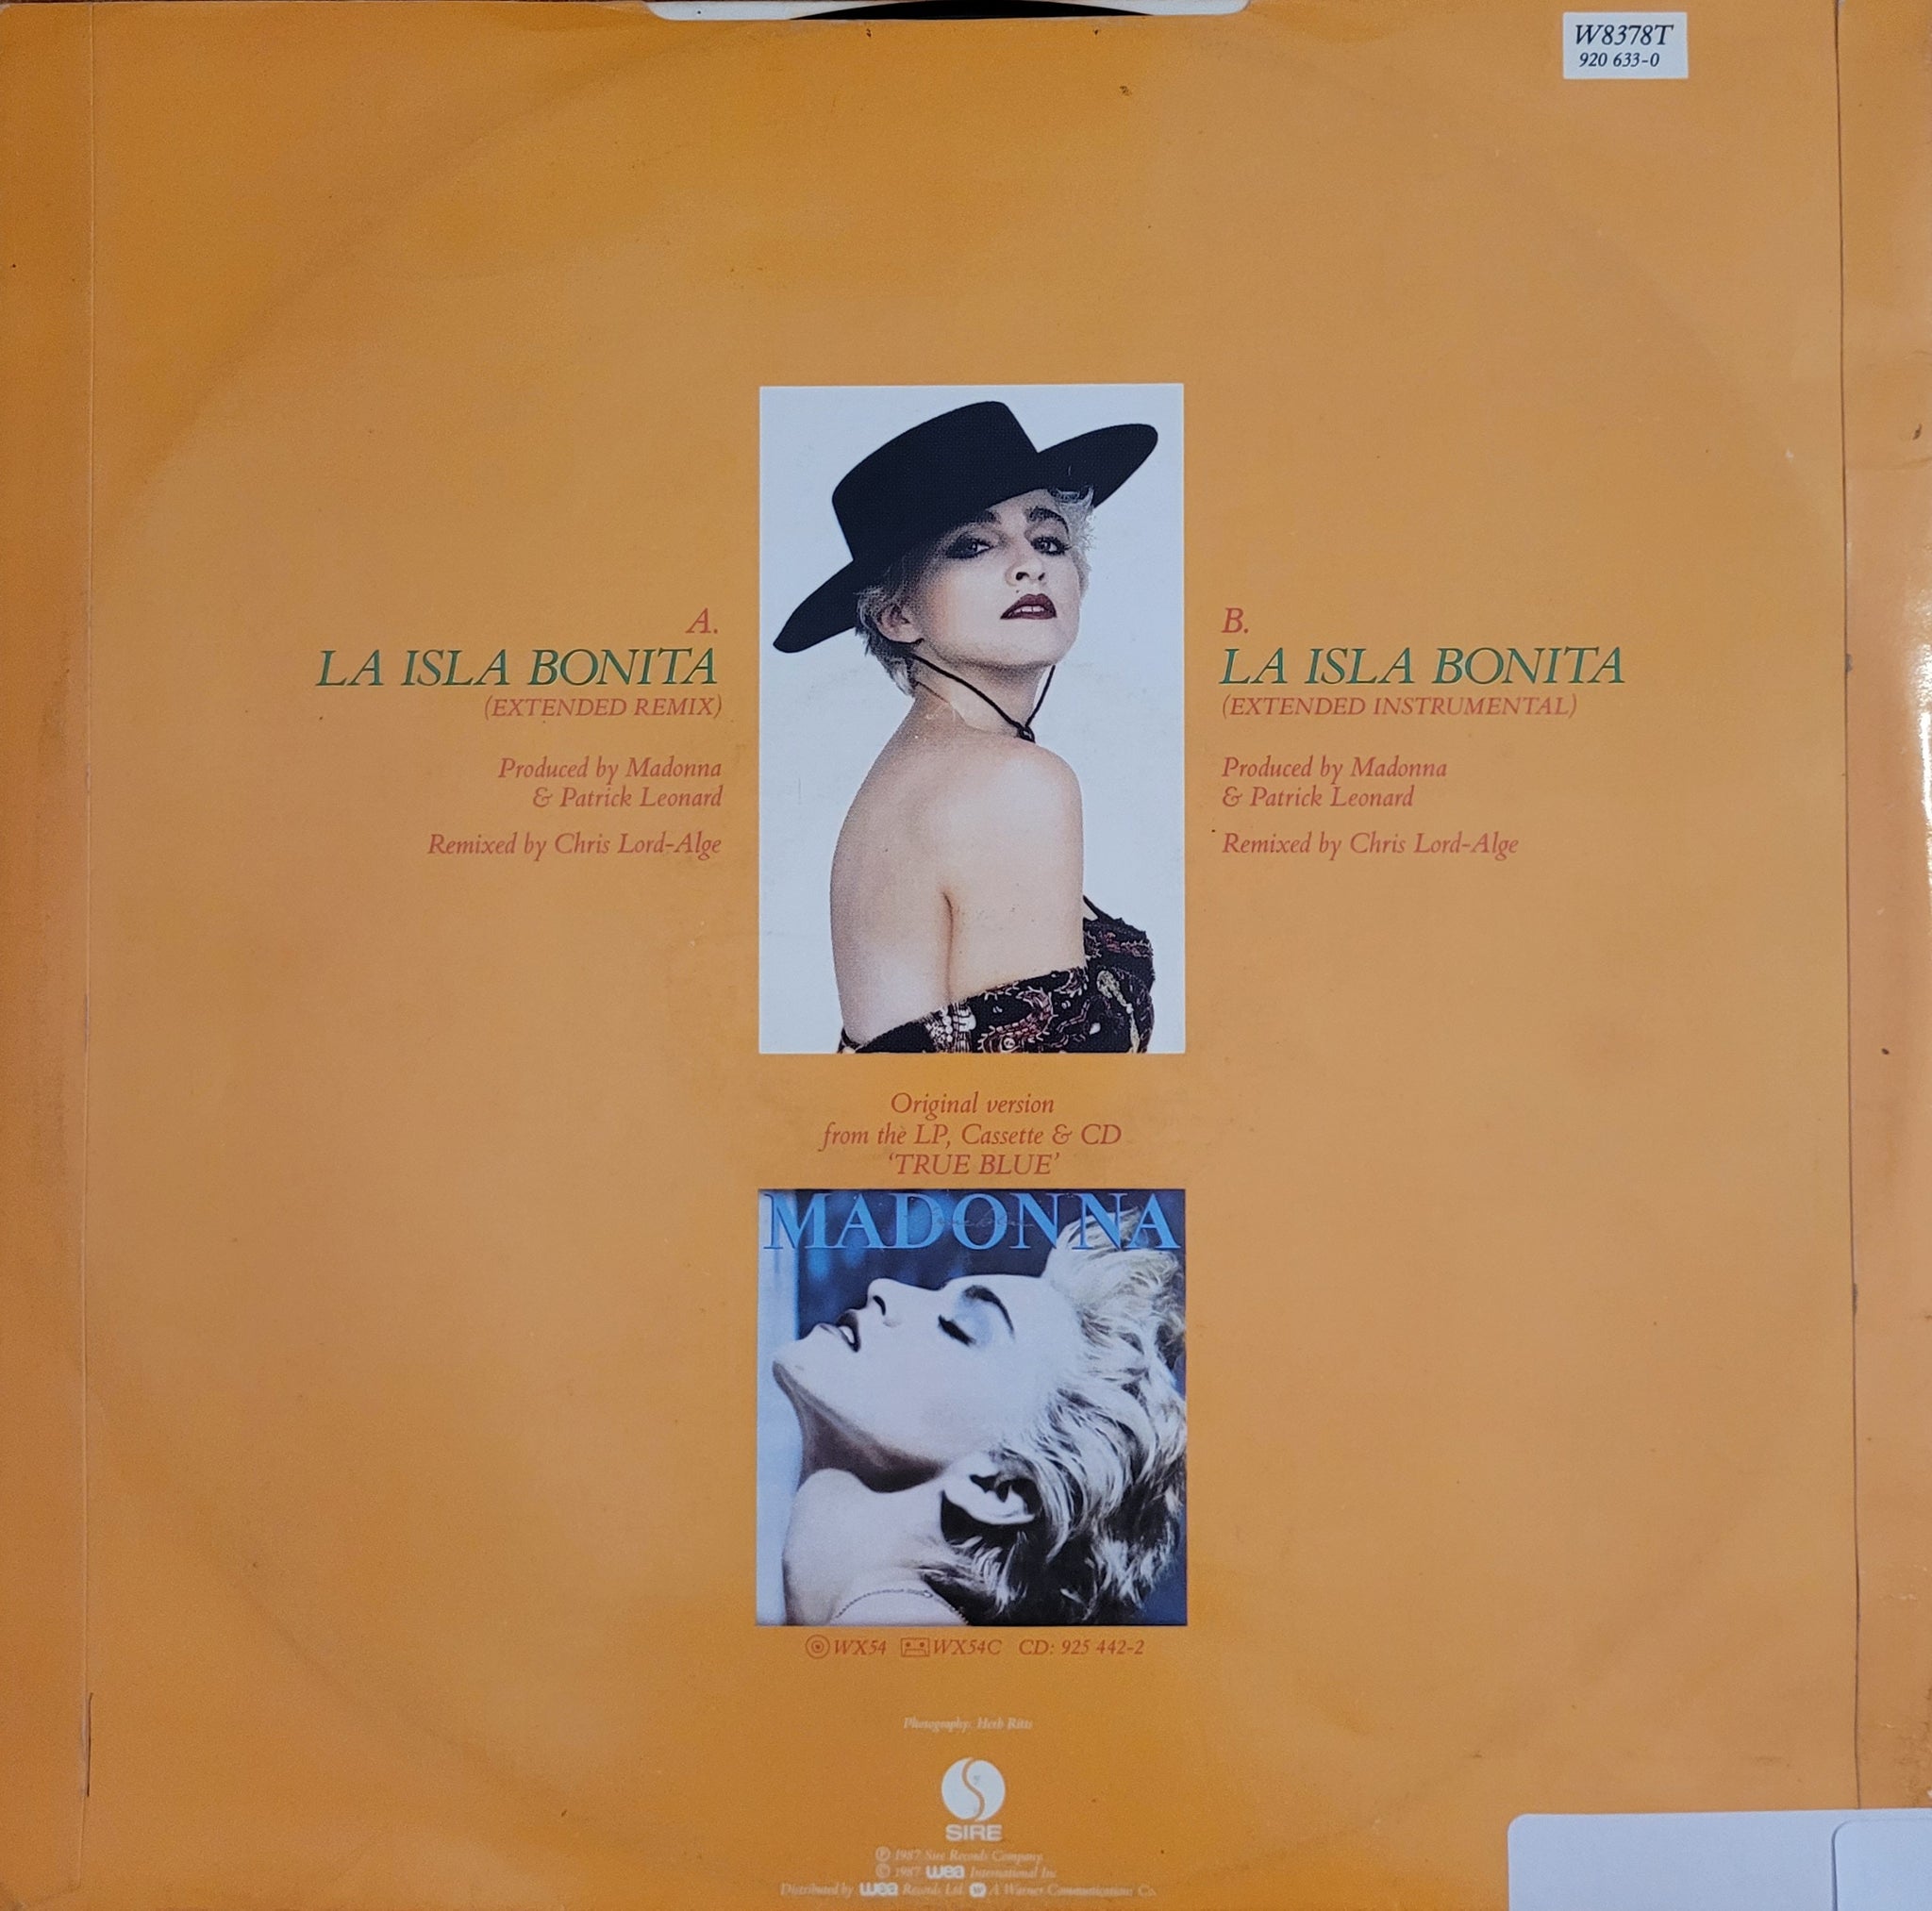 W8378T
920 633-0
A.
LA ISLA BONITA
(EXTENDED REMIX)
Produced by Madonna
& Patrick Leonard
Remixed by Chris Lord-Alge
B.
LA ISLA BONITA
(EXTENDED INSTRUMENTAL)
Produced by Madonna
& Patrick Leonard
Remixed by Chris Lord-Alge
Original version
from the LP, Cassette & CD
‘TRUE BLUE’
MADONNA
WX54 WX54C CD: 925 442-2
Photography: Herb Ritts
SIRE
℗ 1987 Sire Records Company
© 1987 wea International Inc
Distributed by wea Records Ltd. A Warner Communications Co.